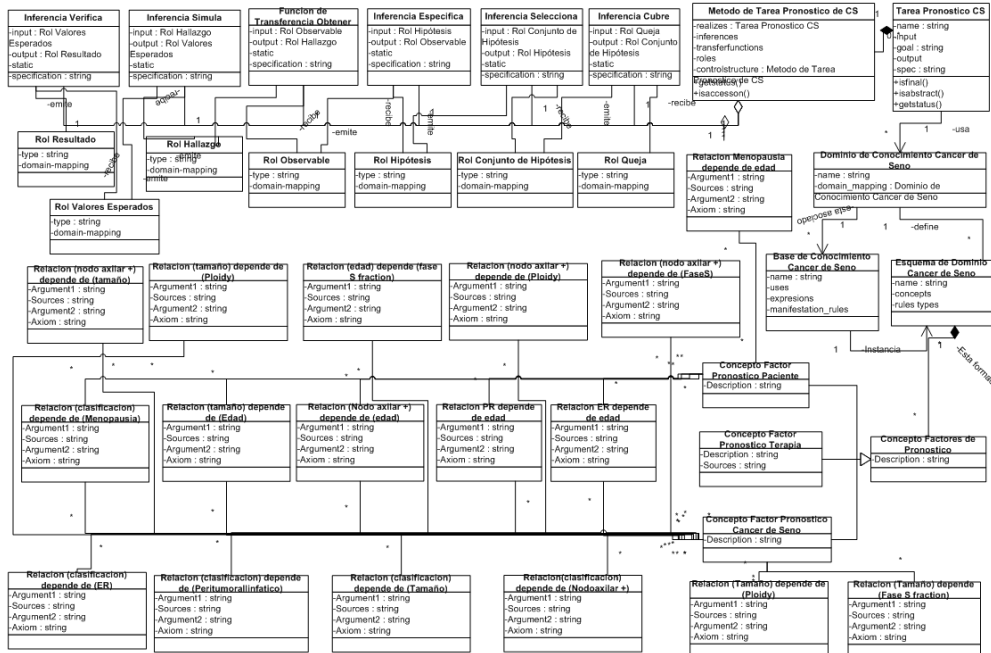 Inferencia Verifica
-input : Rol Valores
Esperados
-output : Rol Resultado
-static
-specification : string
Inferencia Simula
-input : Rol Hallazgo
-output : Rol Valores
Esperados
-static
-specification : string
Funcion de
Transferencia Obtener
-input : Rol Observable
-output : Rol Hallazgo
-static
-specification : string
Inferencia Especifica
-input : Rol Hipótesis
-output : Rol Observable
-static
-specification : string
Inferencia Selecciona
-input : Rol Conjunto de
Hipótesis
-output : Rol Hipótesis
-static
-specification : string
Inferencia Cubre
-input : Rol Queja
-output : Rol Conjunto
de Hipótesis
-static
-specification : string
Metodo de Tarea Pronostico de CS
-realizes : Tarea Pronostico CS
-inferences
-transferfunctions
-roles
-controlstructure : Metodo de Tarea
Pronostico de CS
+getstatus()
+isaccesson()
1
Tarea Pronostico CS
-name : string
-input
-goal : string
-output
-spec : string
+isfinal()
+isabstract()
+getstatus()
-emite
1
-recibe
1
-recibe
-emite
-recibe
-emite
1
-recibe
-emite
1
-recibe
1
*
-usa
1
Rol Resultado
-type : string
-domain-mapping
-recibe
Rol Hallazgo
-emite
-type : string
-domain-mapping
-emite
Rol Observable
-type : string
-domain-mapping
Rol Hipótesis
-type : string
-domain-mapping
Rol Conjunto de Hipótesis
-type : string
-domain-mapping
Rol Queja
-type : string
-domain-mapping
Relacion Menopausia
depende de edad
-Argument1 : string
-Sources : string
-Argument2 : string
-Axiom : string
Dominio de Conocimiento Cancer de
Seno
-name : string
-domain_mapping : Dominio de
Conocimiento Cancer de Seno
Rol Valores Esperados
-type : string
-domain-mapping
esta asociado
1
1
-define
*
Base de Conocimiento
Cancer de Seno
-name : string
-uses
-expresions
-manifestation_rules
Esquema de Dominio
Cancer de Seno
-name : string
-concepts
-rules types
1
-Instancia
1
*
-Esta formado
Relacion (nodo axilar +)
depende de (tamaño)
-Argument1 : string
-Sources : string
-Argument2 : string
-Axiom : string
Relacion (tamaño) depende de
(Ploidy)
-Argument1 : string
-Sources : string
-Argument2 : string
-Axiom : string
Relacion (edad) depende (fase
S fraction)
-Argument1 : string
-Sources : string
-Argument2 : string
-Axiom : string
Relacion (nodo axilar +)
depende de (Ploidy)
-Argument1 : string
-Sources : string
-Argument2 : string
-Axiom : string
Relacion (nodo axilar +)
depende de (FaseS)
-Argument1 : string
-Sources : string
-Argument2 : string
-Axiom : string
Concepto Factor
Pronostico Paciente
-Description : string
Relacion (clasificacion)
depende de (Menopausia)
-Argument1 : string
-Sources : string
-Argument2 : string
-Axiom : string
Relacion (tamaño) depende
de (Edad)
-Argument1 : string
-Sources : string
-Argument2 : string
-Axiom : string
Relacion (Nodo axilar +)
depende de (edad)
-Argument1 : string
-Sources : string
-Argument2 : string
-Axiom : string
Relacion PR depende de
edad
-Argument1 : string
-Sources : string
-Argument2 : string
-Axiom : string
Relacion ER depende de
edad
-Argument1 : string
-Sources : string
-Argument2 : string
-Axiom : string
Concepto Factor
Pronostico Terapia
-Description : string
-Sources : string
Concepto Factores de
Pronostico
-Description : string
Concepto Factor Pronostico
Cancer de Seno
-Description : string
Relacion (clasificacion)
depende de (ER)
-Argument1 : string
-Sources : string
-Argument2 : string
-Axiom : string
Relacion (clasificacion) depende
de (Peritumorallinfatico)
-Argument1 : string
-Sources : string
-Argument2 : string
-Axiom : string
Relacion (clasificacion)
depende de (Tamaño)
-Argument1 : string
-Sources : string
-Argument2 : string
-Axiom : string
Relacion (clasificacion)
depende de (Nodoaxilar +)
-Argument1 : string
-Sources : string
-Argument2 : string
-Axiom : string
Relacion (Tamaño) depende de
(Ploidy)
-Argument1 : string
-Sources : string
-Argument2 : string
-Axiom : string
Relacion (Tamaño) depende
(Fase S fraction)
-Argument1 : string
-Sources : string
-Argument2 : string
-Axiom : string